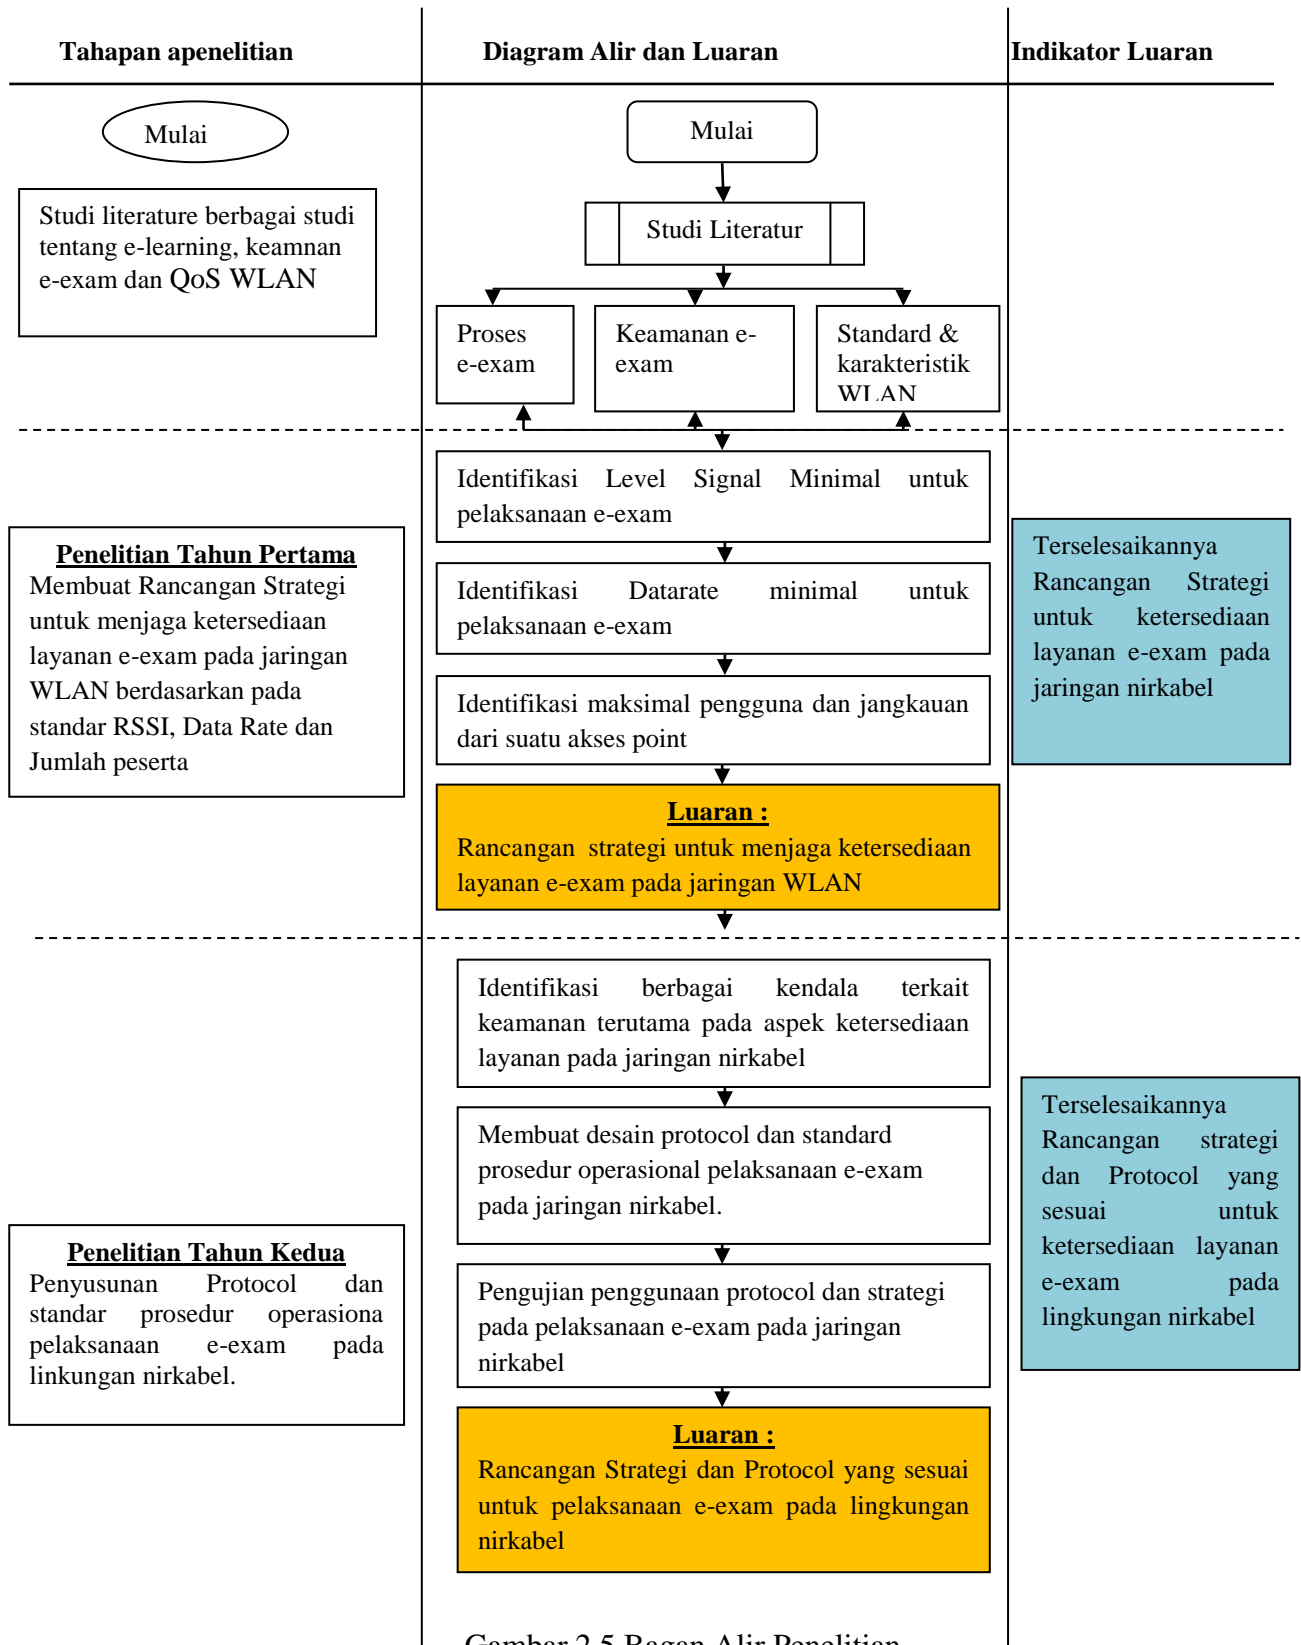 Tahapan apenelitian
Diagram Alir dan Luaran
Indikator Luaran
Mulai
Studi literature berbagai studi
tentang e-learning, keamnan
e-exam dan QoS WLAN
Mulai
Studi Literatur
Proses
e-exam
Keamanan e-
exam
Standard &
karakteristik
WLAN
Penelitian Tahun Pertama
Membuat Rancangan Strategi
untuk menjaga ketersediaan
layanan e-exam pada jaringan
WLAN berdasarkan pada
standar RSSI, Data Rate dan
Jumlah peserta
Identifikasi Level Signal Minimal untuk
pelaksanaan e-exam
Identifikasi Datarate minimal untuk
pelaksanaan e-exam
Identifikasi maksimal pengguna dan jangkauan
dari suatu akses point
Luaran :
Rancangan strategi untuk menjaga ketersediaan
layanan e-exam pada jaringan WLAN
Terselesaikannya
Rancangan Strategi
untuk ketersediaan
layanan e-exam pada
jaringan nirkabel
Penelitian Tahun Kedua
Penyusunan Protocol dan
standar prosedur operasiona
pelaksanaan e-exam pada
linkungan nirkabel.
Identifikasi berbagai kendala terkait
keamanan terutama pada aspek ketersediaan
layanan pada jaringan nirkabel
Membuat desain protocol dan standard
prosedur operasional pelaksanaan e-exam
pada jaringan nirkabel.
Pengujian penggunaan protocol dan strategi
pada pelaksanaan e-exam pada jaringan
nirkabel
Luaran :
Rancangan Strategi dan Protocol yang sesuai
untuk pelaksanaan e-exam pada lingkungan
nirkabel
Terselesaikannya
Rancangan strategi
dan Protocol yang
sesuai untuk
ketersediaan layanan
e-exam pada
lingkungan nirkabel
Gambar 2.5 Bagan Alir Penelitian